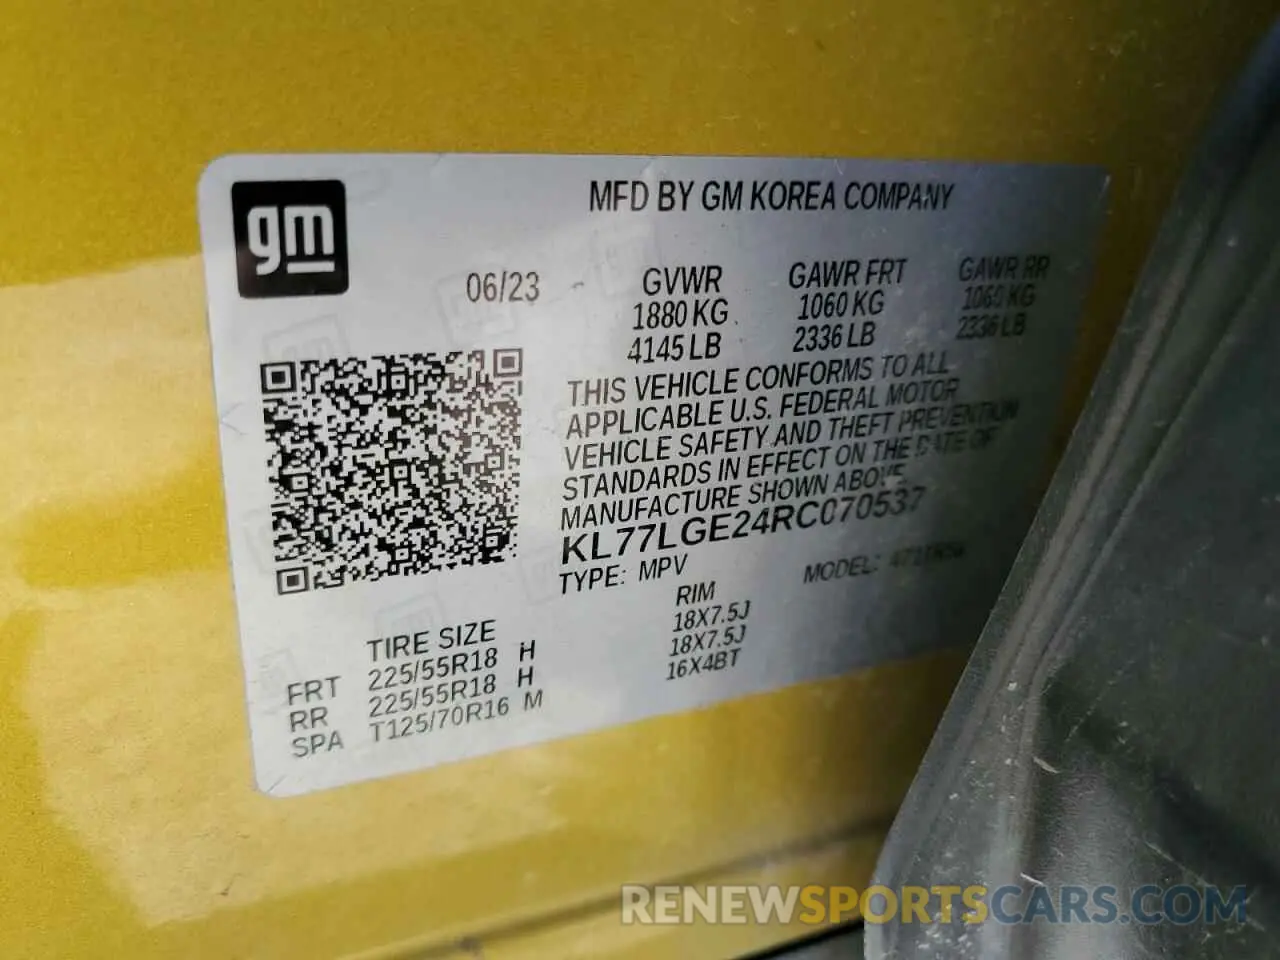 gm
MFD BY GM KOREA COMPANY
06/23
GVWR GAWR FRT GAWR RR
1880 KG 1060 KG 1060 KG
4145 LB 2336 LB 2336 LB
THIS VEHICLE CONFORMS TO ALL
APPLICABLE U.S. FEDERAL MOTOR
VEHICLE SAFETY AND THEFT PREVENTION
STANDARDS IN EFFECT ON THE DATE OF
MANUFACTURE SHOWN ABOVE
KL77LGE24RC070537
TYPE: MPV MODEL:
TIRE SIZE RIM
FRT 225/55R18 H 18X7.5J
RR 225/55R18 H 18X7.5J
SPA T125/70R16 M 16X4BT
RENEWSPORTSCARS.COM